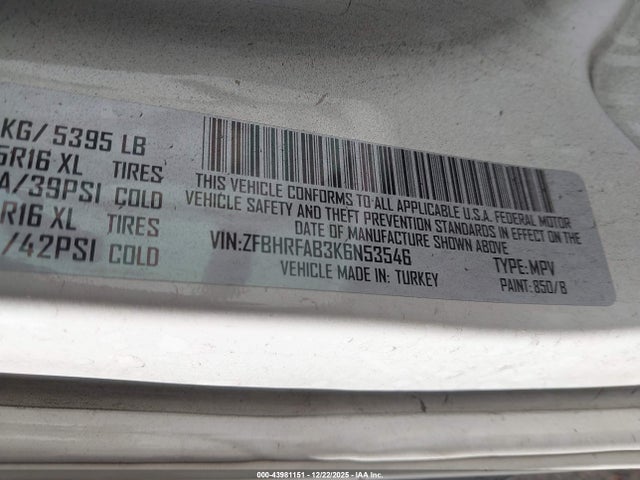 KG/ 5395 LB
5R16 XL TIRES
A/39PSI COLD
R16 XL TIRES
/42PSI COLD
THIS VEHICLE CONFORMS TO ALL APPLICABLE U.S.A. FEDERAL MOTOR
VEHICLE SAFETY AND THEFT PREVENTION STANDARDS IN EFFECT ON THE
DATE OF MANUFACTURE SHOWN ABOVE.
VIN:ZFBHRFAB3K6N53546 TYPE:MPV
VEHICLE MADE IN: TURKEY PAINT: 850/B
000-43981151 - 12/22/2025 - IAA Inc.